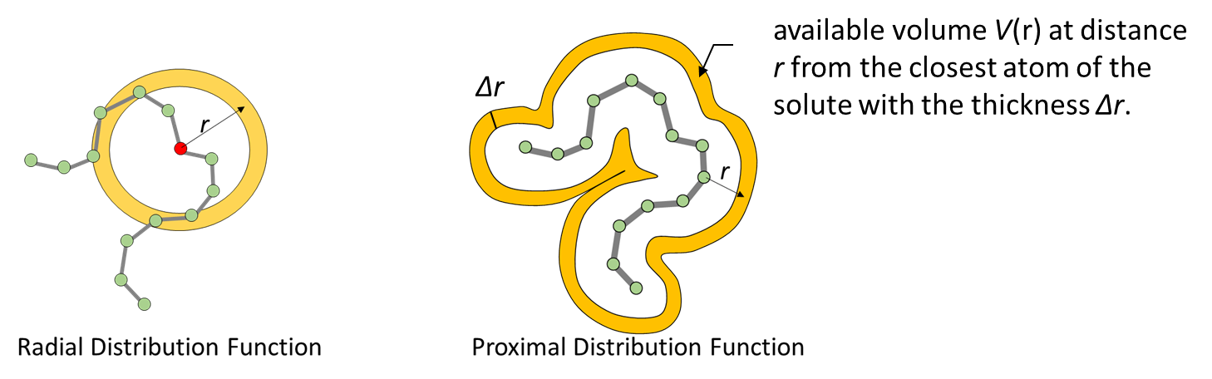 available volume V(r) at distance
r from the closest atom of the
solute with the thickness Δr.
Δr
r
r
Radial Distribution Function
Proximal Distribution Function